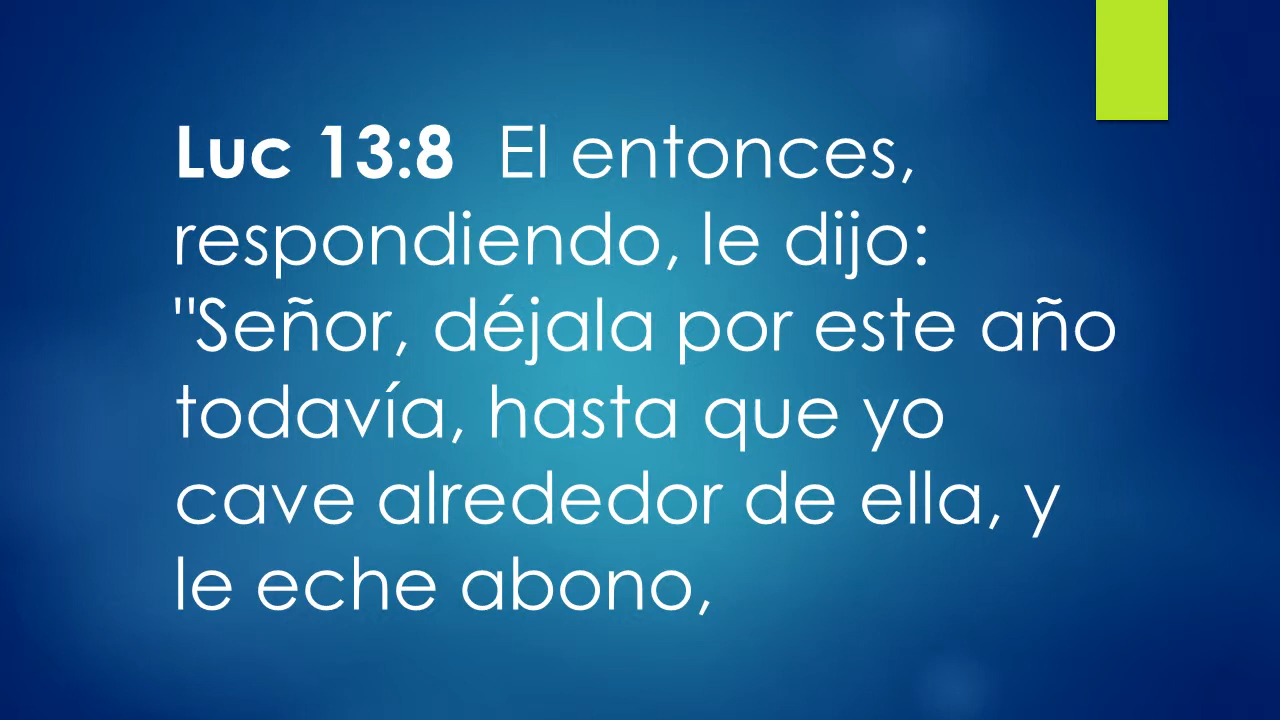 Luc 13:8  El entonces,
respondiendo, le dijo:
"Señor, déjala por este año
todavía, hasta que yo
cave alrededor de ella, y
le eche abono,